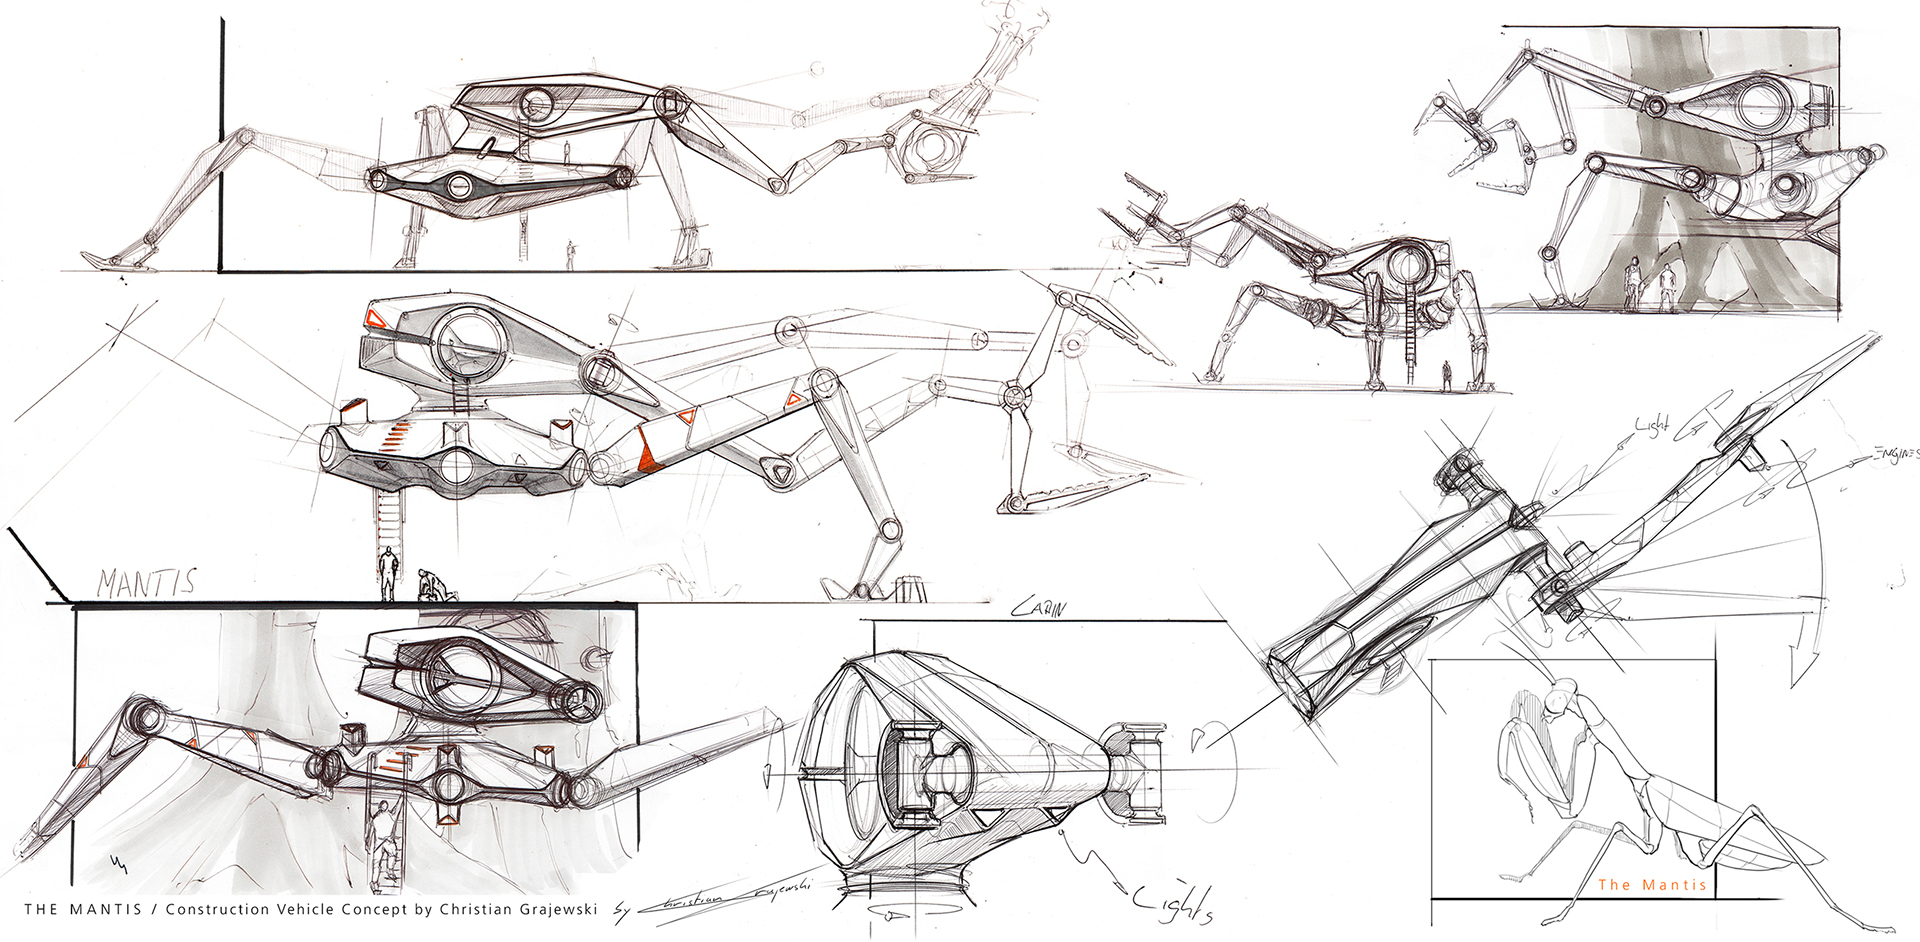 Light
ENGINES
MANTIS
CABIN
The Mantis
Lights
THE MANTIS / Construction Vehicle Concept by Christian Grajewski
by Christian Grajewski